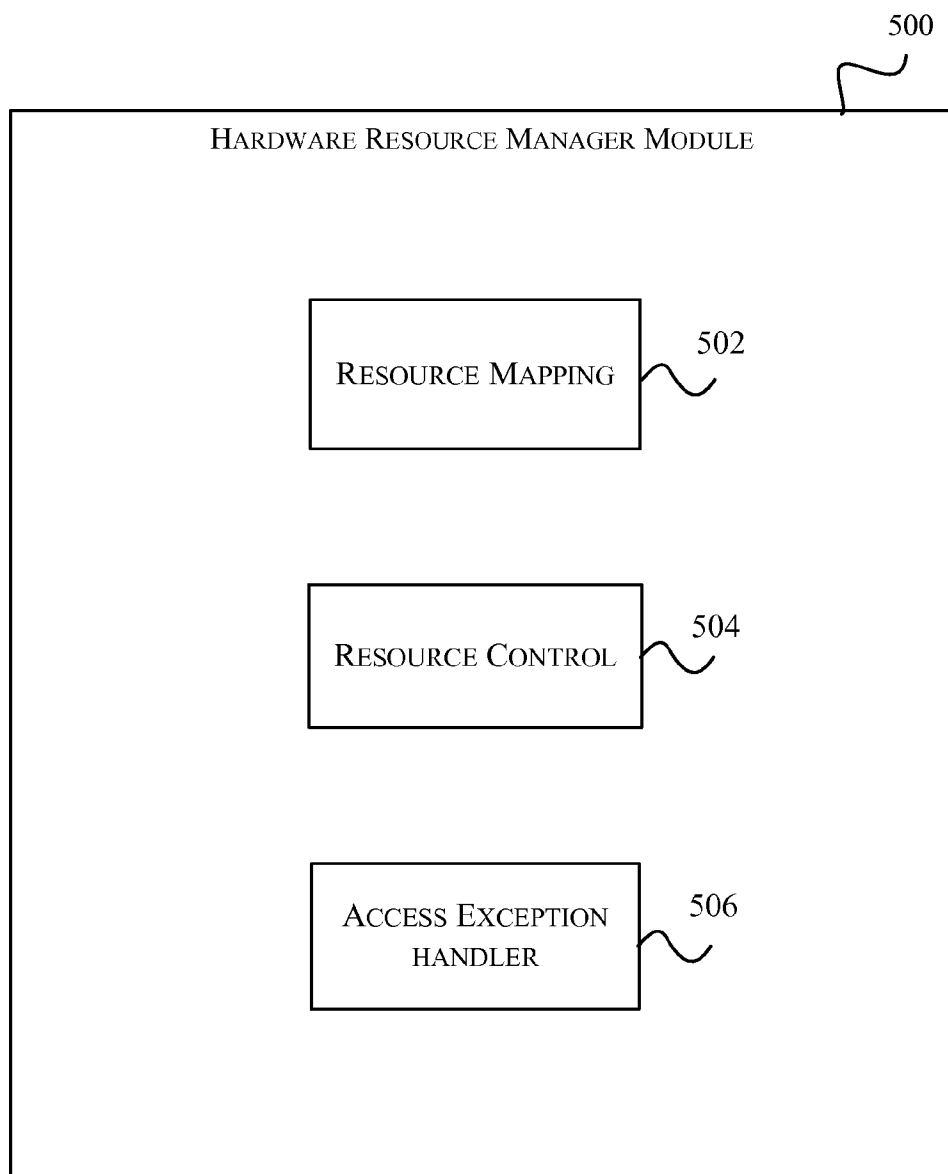 500
HARDWARE RESOURCE MANAGER MODULE
RESOURCE MAPPING
502
RESOURCE CONTROL
504
ACCESS EXCEPTION
HANDLER
506